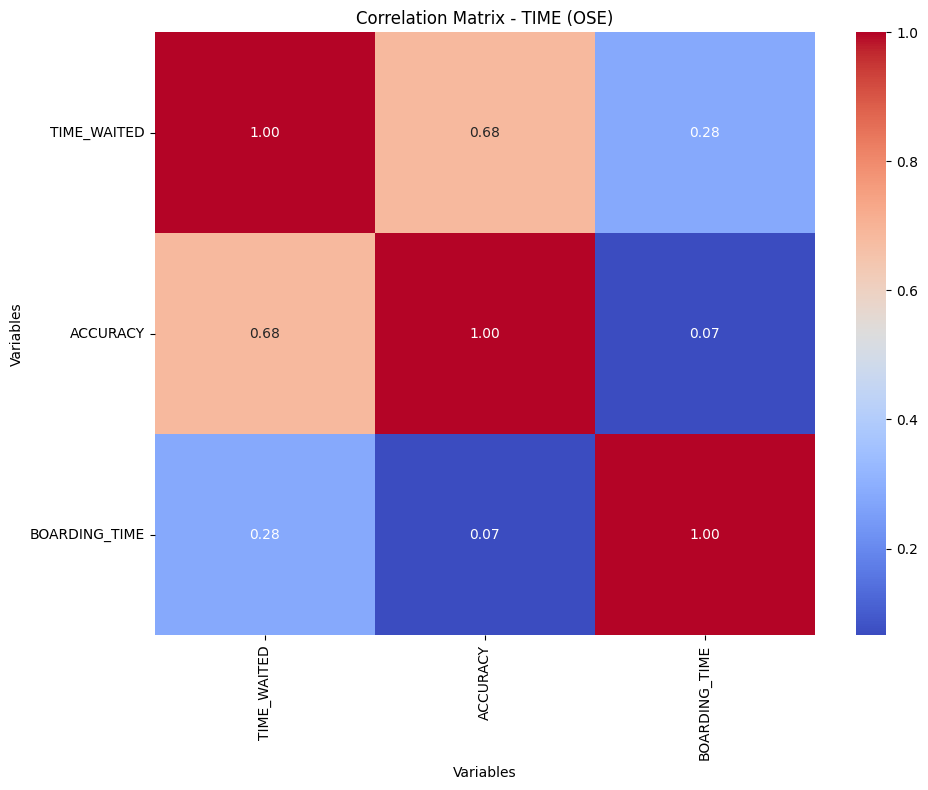 Correlation Matrix - TIME (OSE)
Variables
TIME_WAITED
ACCURACY
BOARDING_TIME
1.00 0.68 0.28
0.68 1.00 0.07
0.28 0.07 1.00
TIME_WAITED
ACCURACY
BOARDING_TIME
Variables
1.0
0.8
0.6
0.4
0.2